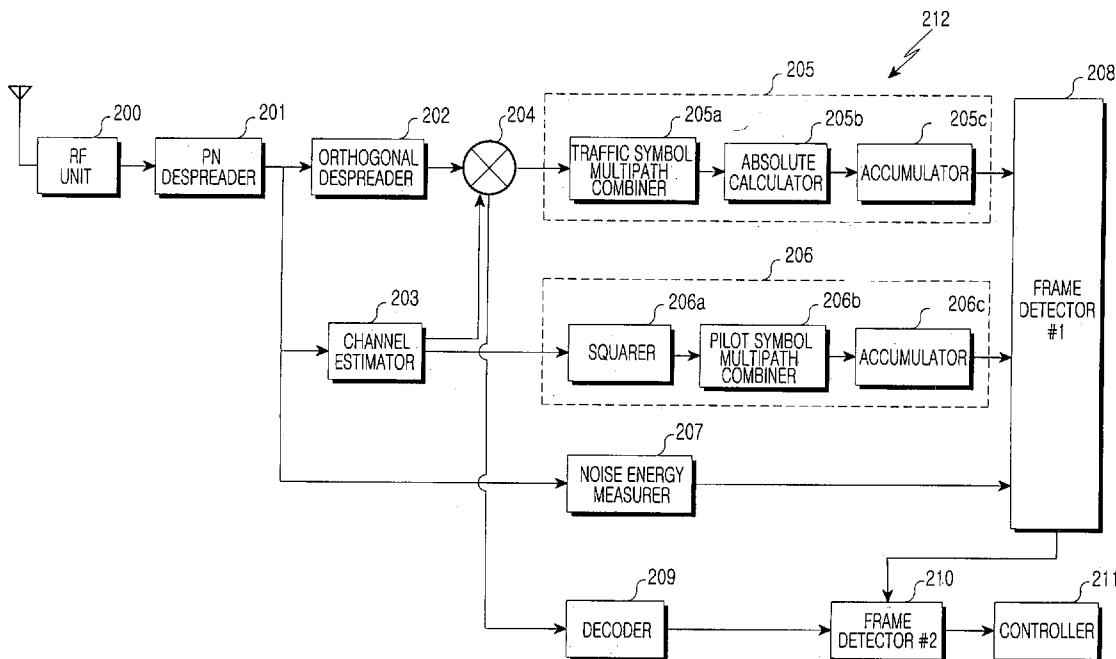 212
205
208
200
201
202
204
205a
205b
205c
RF
UNIT
PN
DESPREADER
ORTHOGONAL
DESPREADER
TRAFFIC SYMBOL
MULTIPATH
COMBINER
ABSOLUTE
CALCULATOR
ACCUMULATOR
206
203
206a
206b
206c
CHANNEL
ESTIMATOR
SQUARER
PILOT SYMBOL
MULTIPATH
COMBINER
ACCUMULATOR
FRAME
DETECTOR
#1
207
NOISE ENERGY
MEASURER
209
210
211
DECODER
FRAME
DETECTOR #2
CONTROLLER